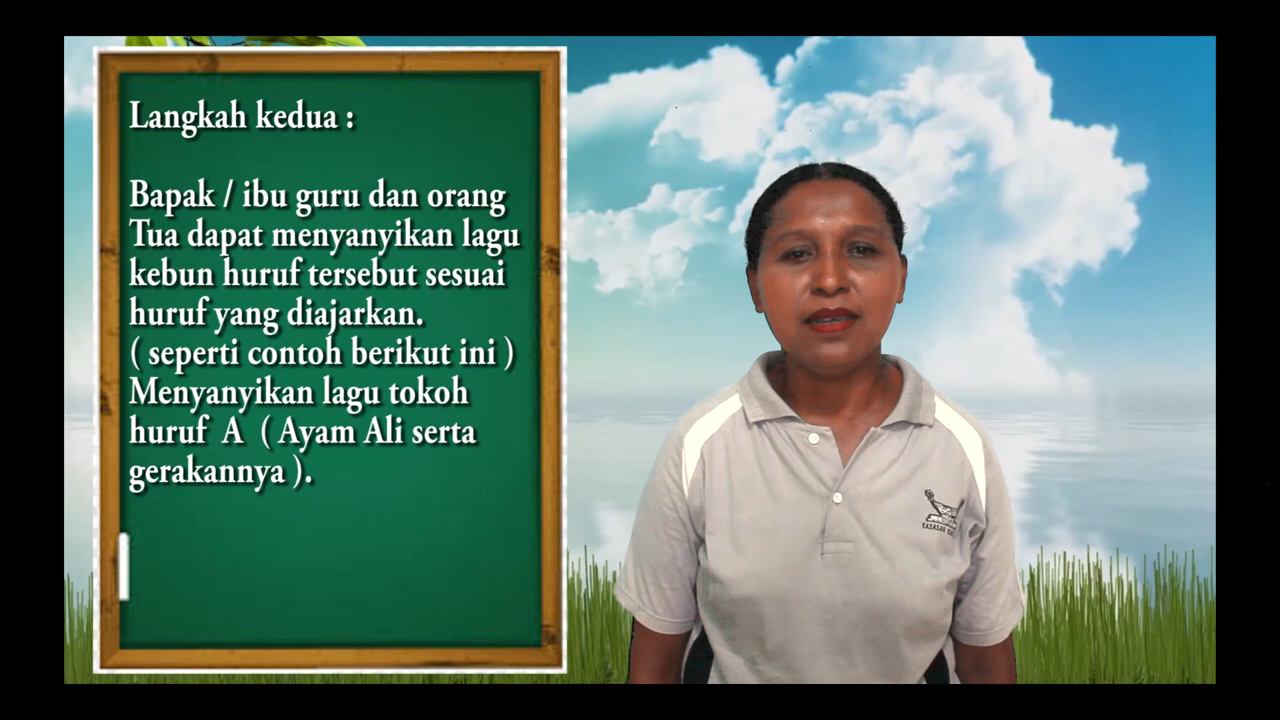 Langkah kedua :
Bapak / ibu guru dan orang
Tua dapat menyanyikan lagu
kebun huruf tersebut sesuai
huruf yang diajarkan.
( seperti contoh berikut ini )
Menyanyikan lagu tokoh
huruf A ( Ayam Ali serta
gerakannya ).
YAYASAN